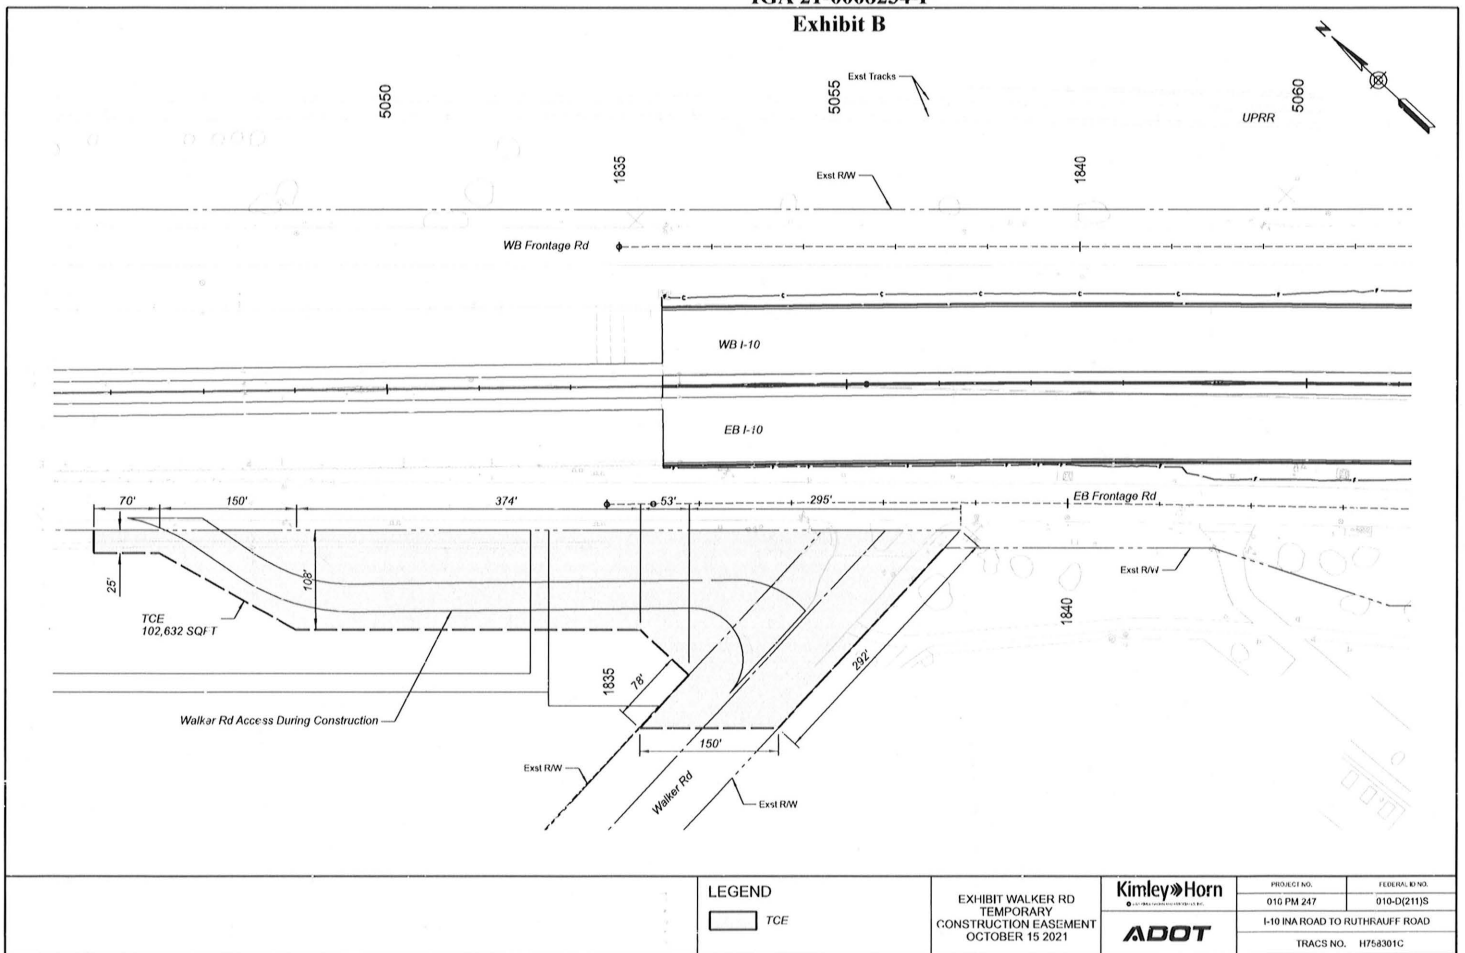 Exhibit B
N
5050
5055
Exst Tracks
5060
UPRR
1835
Exst R/W
1840
WB Frontage Rd
WB I-10
EB I-10
70'
150'
374'
53'
295'
EB Frontage Rd
25'
108'
Exst R/W
TCE
102,632 SQFT
1840
292'
1835
78'
Walker Rd Access During Construction
150'
Exst R/W
Walker Rd
Exst R/W
LEGEND
TCE
EXHIBIT WALKER RD
TEMPORARY
CONSTRUCTION EASEMENT
OCTOBER 15 2021
Kimley»Horn
ADOT
PROJECT NO.
FEDERAL ID NO.
010 PM 247
010-D(211)S
I-10 INA ROAD TO RUTHRAUFF ROAD
TRACS NO. H758301C